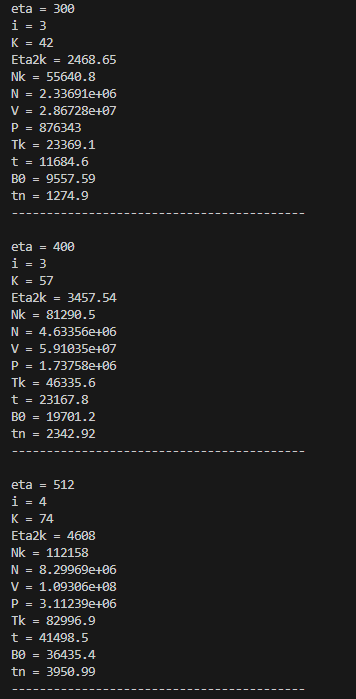 eta = 300
i = 3
K = 42
Eta2k = 2468.65
Nk = 55640.8
N = 2.33691e+06
V = 2.86728e+07
P = 876343
Tk = 23369.1
t = 11684.6
B0 = 9557.59
tn = 1274.9
------------------------------------------
eta = 400
i = 3
K = 57
Eta2k = 3457.54
Nk = 81290.5
N = 4.63356e+06
V = 5.91035e+07
P = 1.73758e+06
Tk = 46335.6
t = 23167.8
B0 = 19701.2
tn = 2342.92
------------------------------------------
eta = 512
i = 4
K = 74
Eta2k = 4608
Nk = 112158
N = 8.29969e+06
V = 1.09306e+08
P = 3.11239e+06
Tk = 82996.9
t = 41498.5
B0 = 36435.4
tn = 3950.99
------------------------------------------